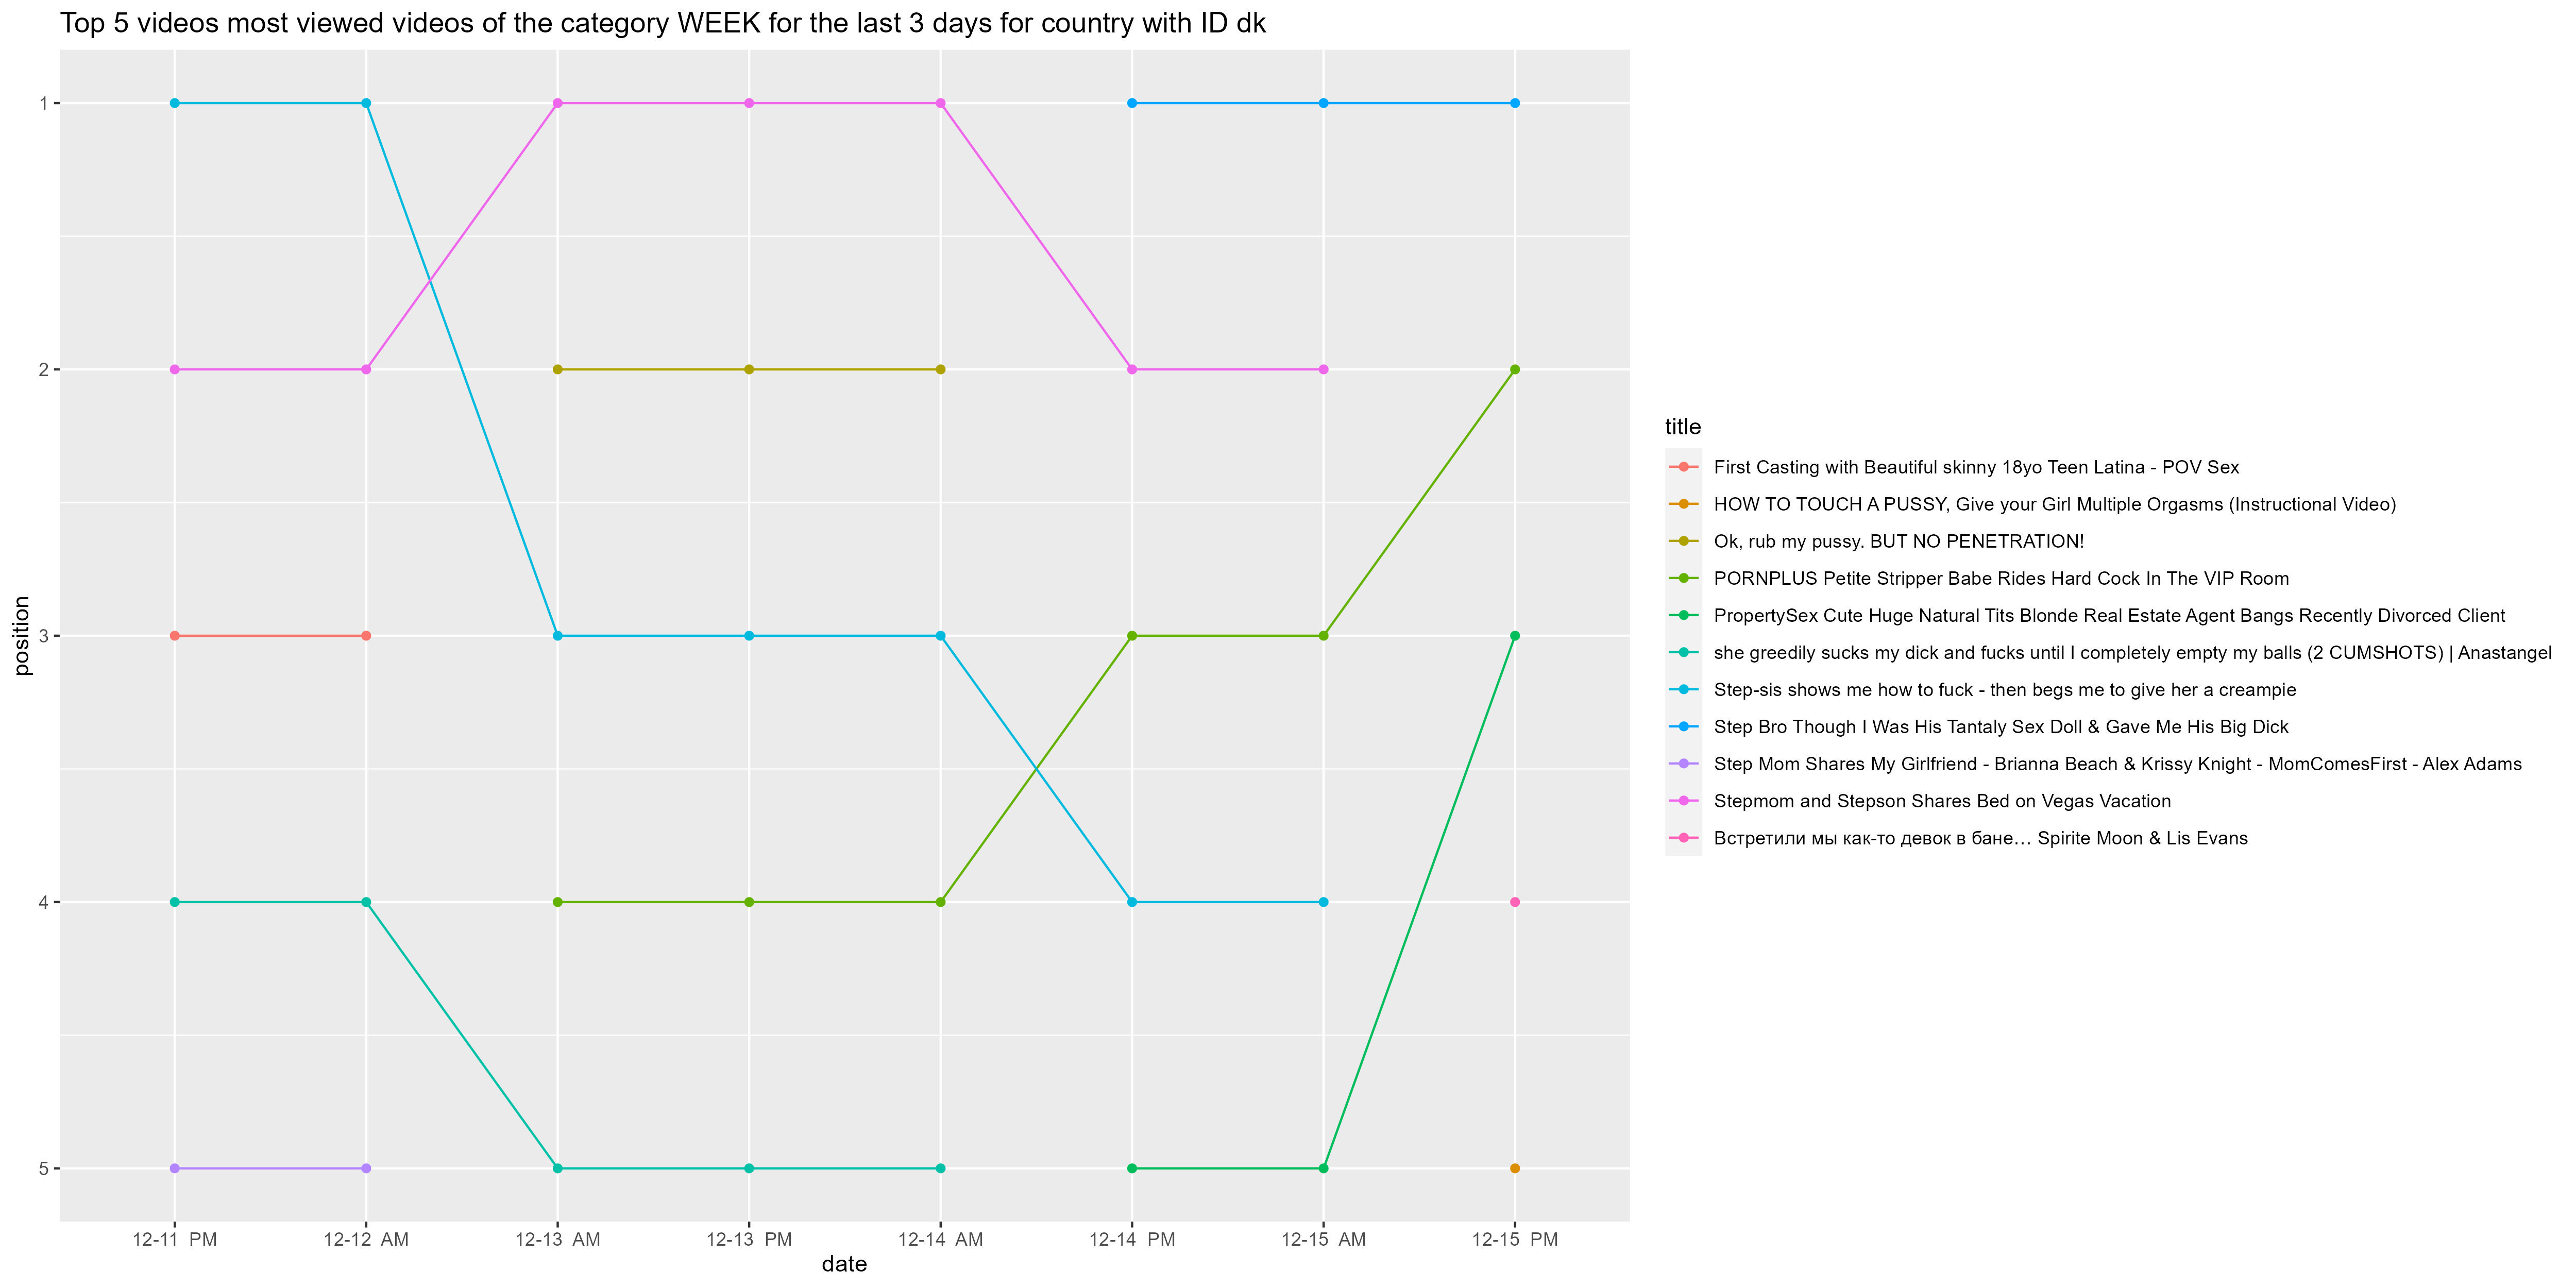 Top 5 videos most viewed videos of the category WEEK for the last 3 days for country with ID dk
position
1
2
3
4
5
12-11 PM
12-12 AM
12-13 AM
12-13 PM
12-14 AM
12-14 PM
12-15 AM
12-15 PM
date
title
First Casting with Beautiful skinny 18yo Teen Latina - POV Sex
HOW TO TOUCH A PUSSY, Give your Girl Multiple Orgasms (Instructional Video)
Ok, rub my pussy. BUT NO PENETRATION!
PORNPLUS Petite Stripper Babe Rides Hard Cock In The VIP Room
PropertySex Cute Huge Natural Tits Blonde Real Estate Agent Bangs Recently Divorced Client
she greedily sucks my dick and fucks until I completely empty my balls (2 CUMSHOTS) | Anastangel
Step-sis shows me how to fuck - then begs me to give her a creampie
Step Bro Though I Was His Tantaly Sex Doll & Gave Me His Big Dick
Step Mom Shares My Girlfriend - Brianna Beach & Krissy Knight - MomComesFirst - Alex Adams
Stepmom and Stepson Shares Bed on Vegas Vacation
Встретили мы как-то девок в бане… Spirite Moon & Lis Evans